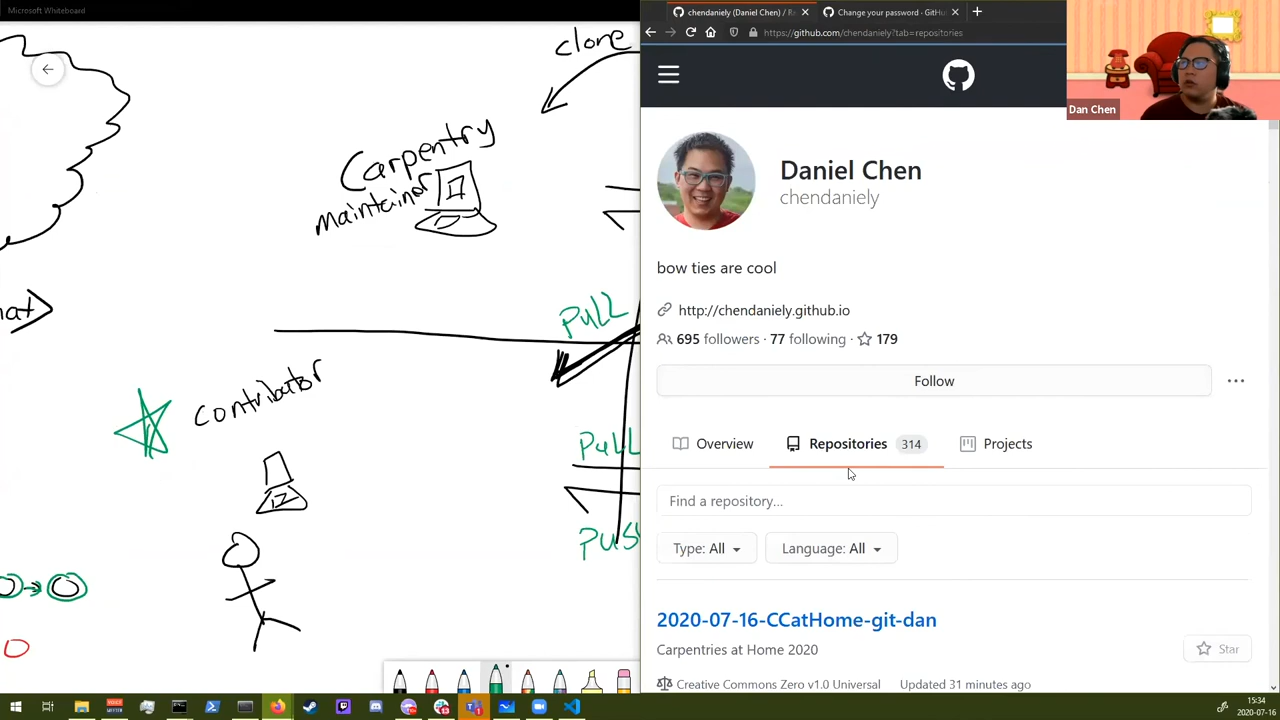 Microsoft Whiteboard
clone
Carpentry
maintainer
PULL
contributor
PULL
chendaniely (Daniel Chen) / R
Change your password · GitHu
https://github.com/chendaniely?tab=repositories
Dan Chen
Daniel Chen
chendaniely
bow ties are cool
http://chendaniely.github.io
695 followers · 77 following · 179
Follow
Overview
Repositories 314
Projects
Find a repository...
Type: All
Language: All
2020-07-16-CCatHome-git-dan
Carpentries at Home 2020
Star
Creative Commons Zero v1.0 Universal Updated 31 minutes ago
15:34
2020-07-16